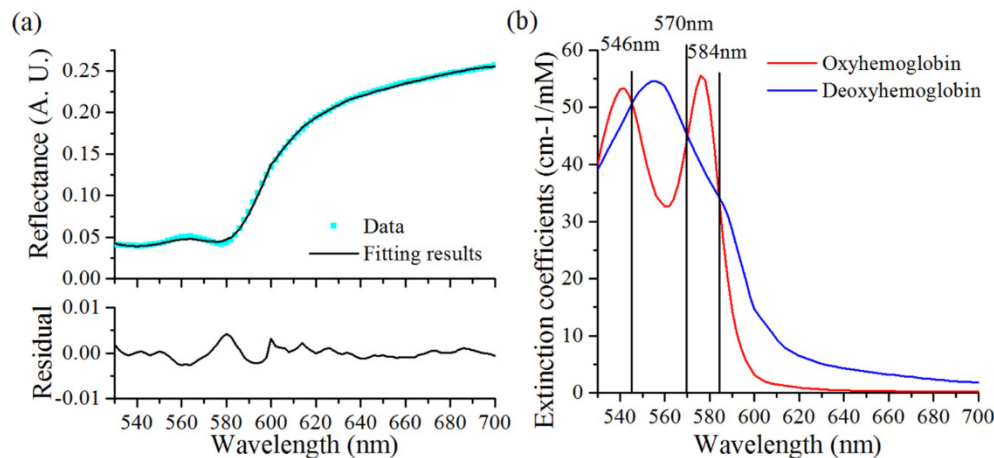 (a)
Reflectance (A. U.)
0.25
0.20
0.15
0.10
0.05
0.00
Data
Fitting results
Residual
0.01
0.00
-0.01
540 560 580 600 620 640 660 680 700
Wavelength (nm)
(b)
570nm
546nm
584nm
Extinction coefficients (cm-1/mM)
60
50
40
30
20
10
0
Oxyhemoglobin
Deoxyhemoglobin
540 560 580 600 620 640 660 680 700
Wavelength (nm)